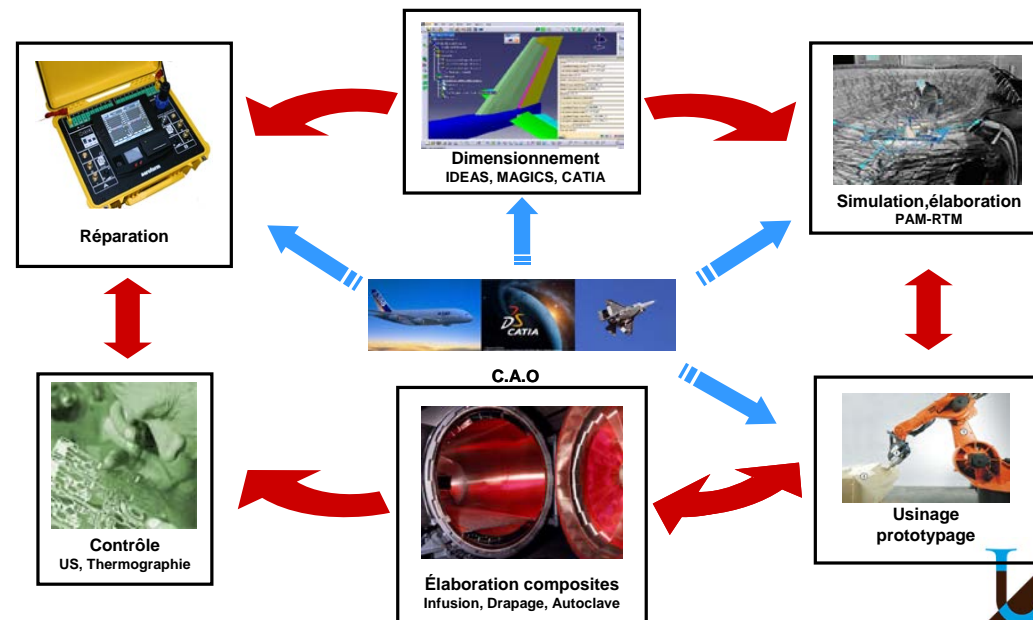 Dimensionnement
IDEAS, MAGICS, CATIA
Réparation
Simulation,élaboration
PAM-RTM
DS
CATIA
C.A.O
Contrôle
US, Thermographie
Élaboration composites
Infusion, Drapage, Autoclave
Usinage
prototypage